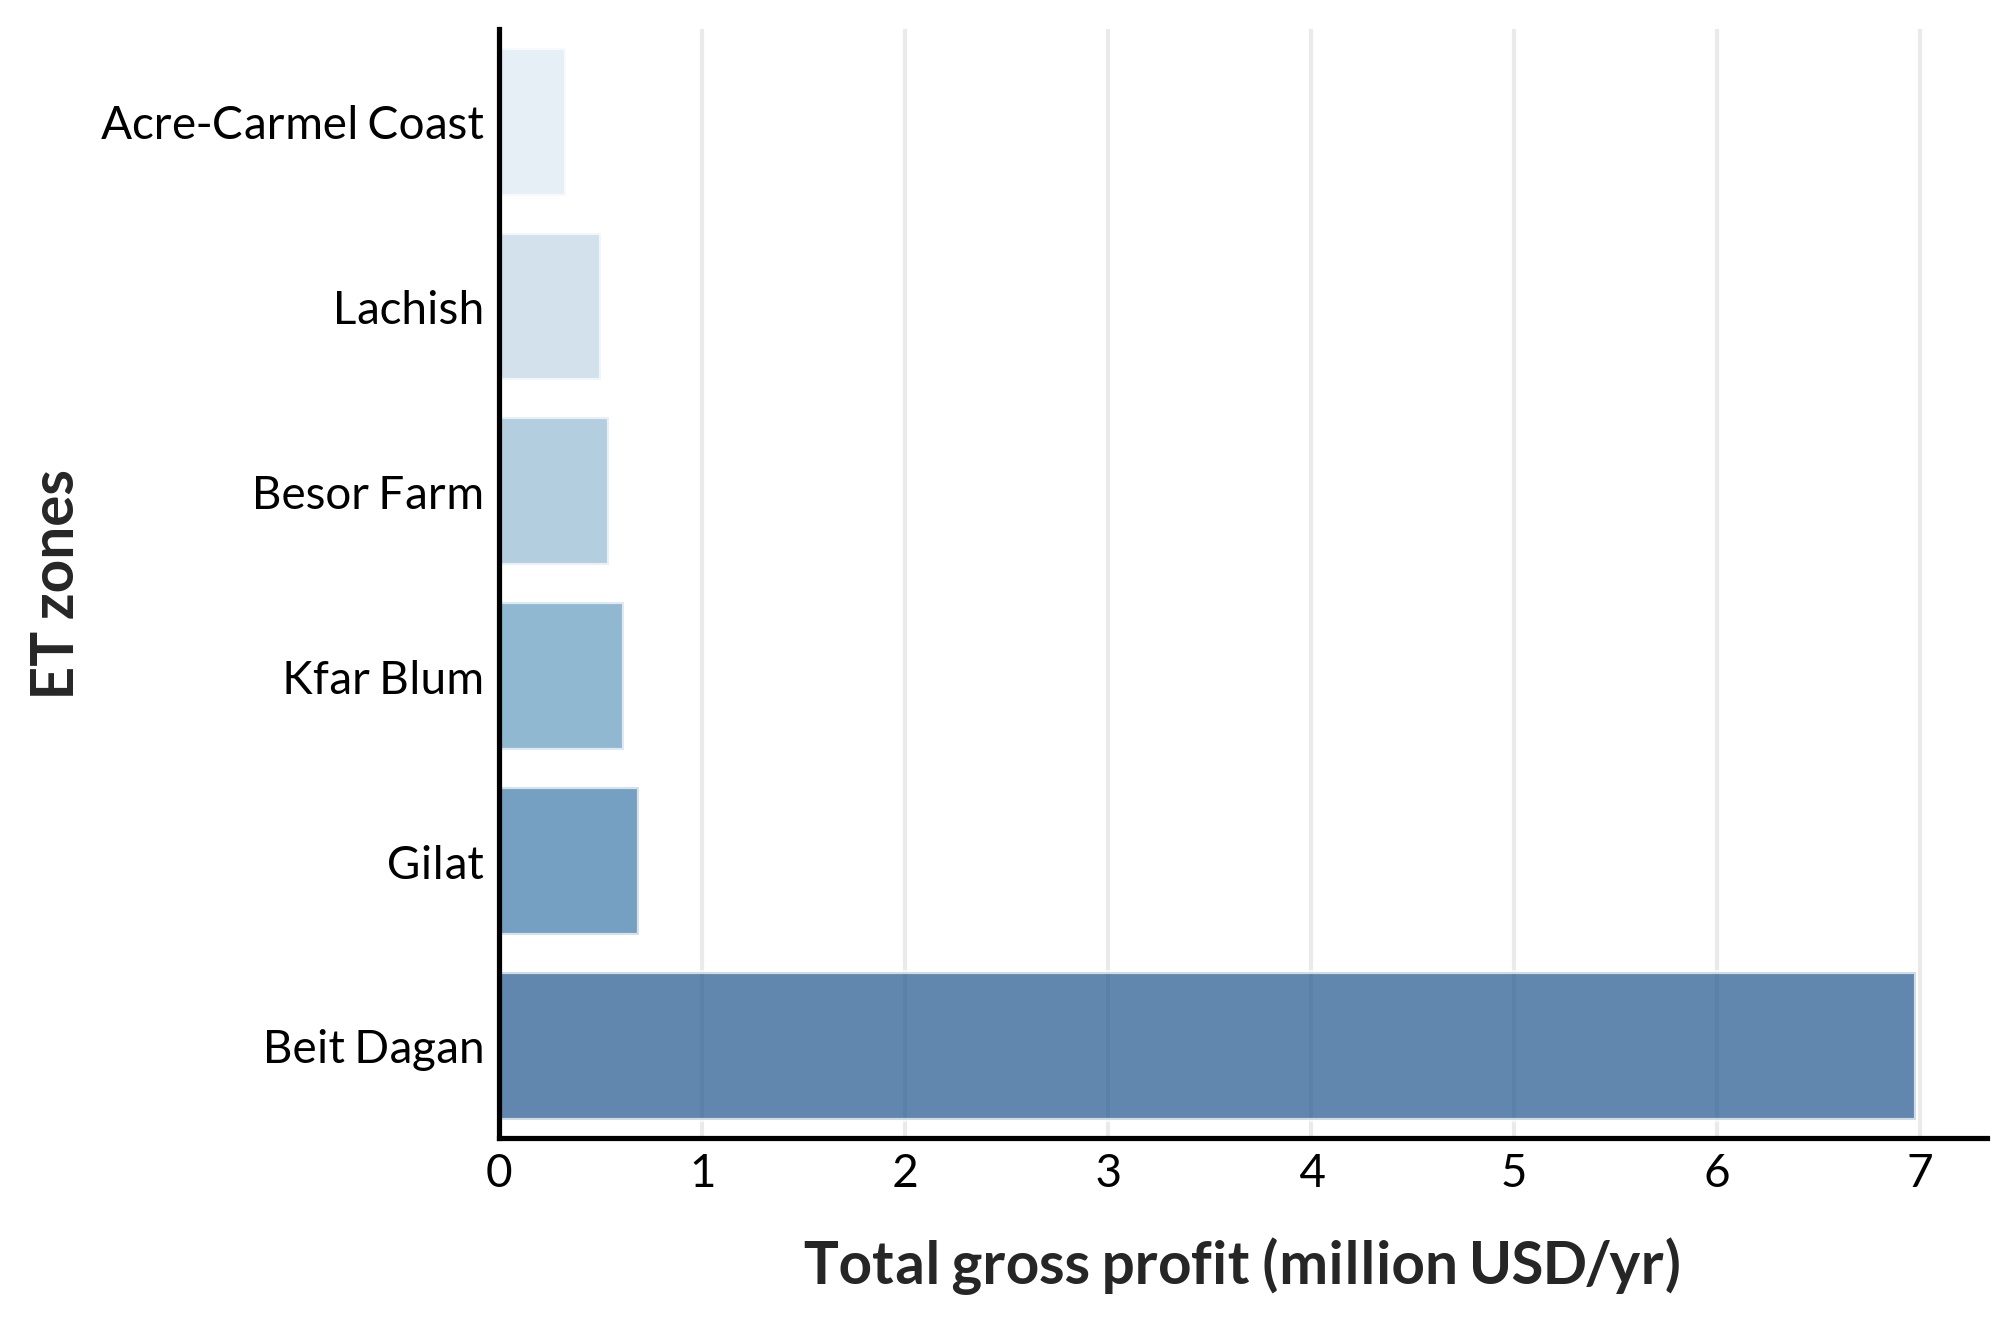 Acre-Carmel Coast
Lachish
Besor Farm
Kfar Blum
Gilat
Beit Dagan
ET zones
0 1 2 3 4 5 6 7
Total gross profit (million USD/yr)